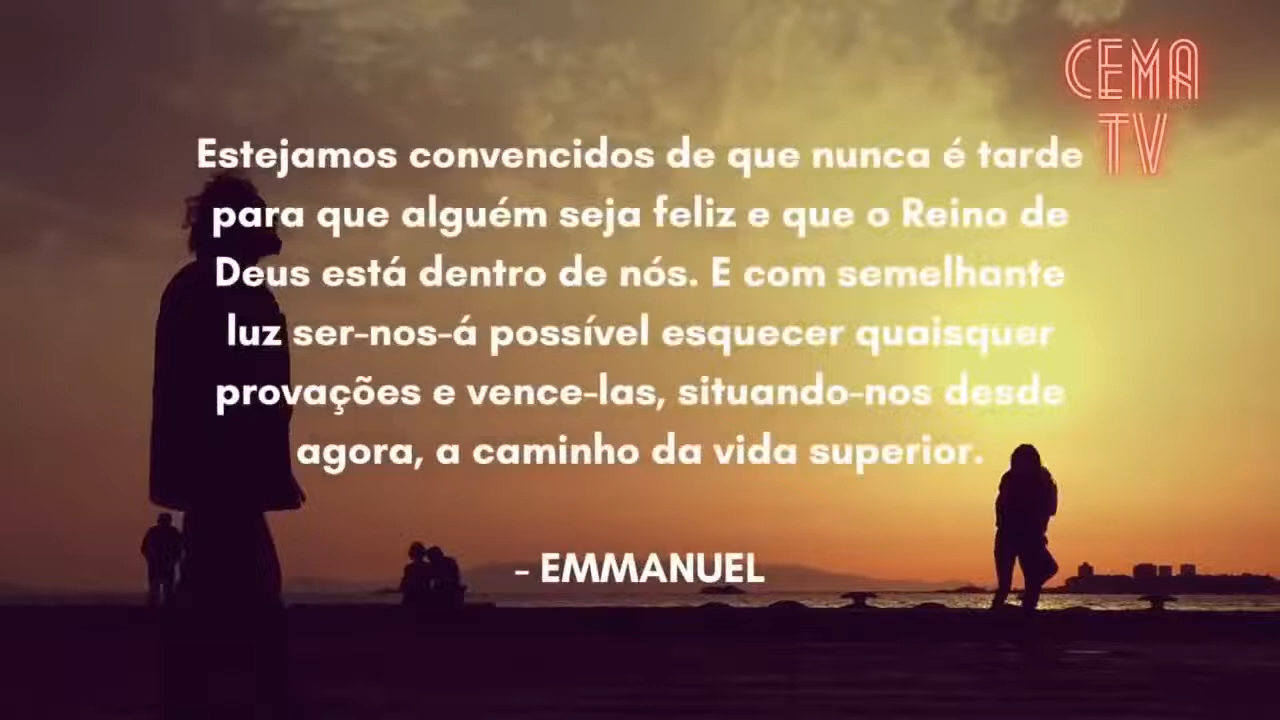 CEMA
TV
Estejamos convencidos de que nunca é tarde
para que alguém seja feliz e que o Reino de
Deus está dentro de nós. E com semelhante
luz ser-nos-á possível esquecer quaisquer
provações e vence-las, situando-nos desde
agora, a caminho da vida superior.
- EMMANUEL